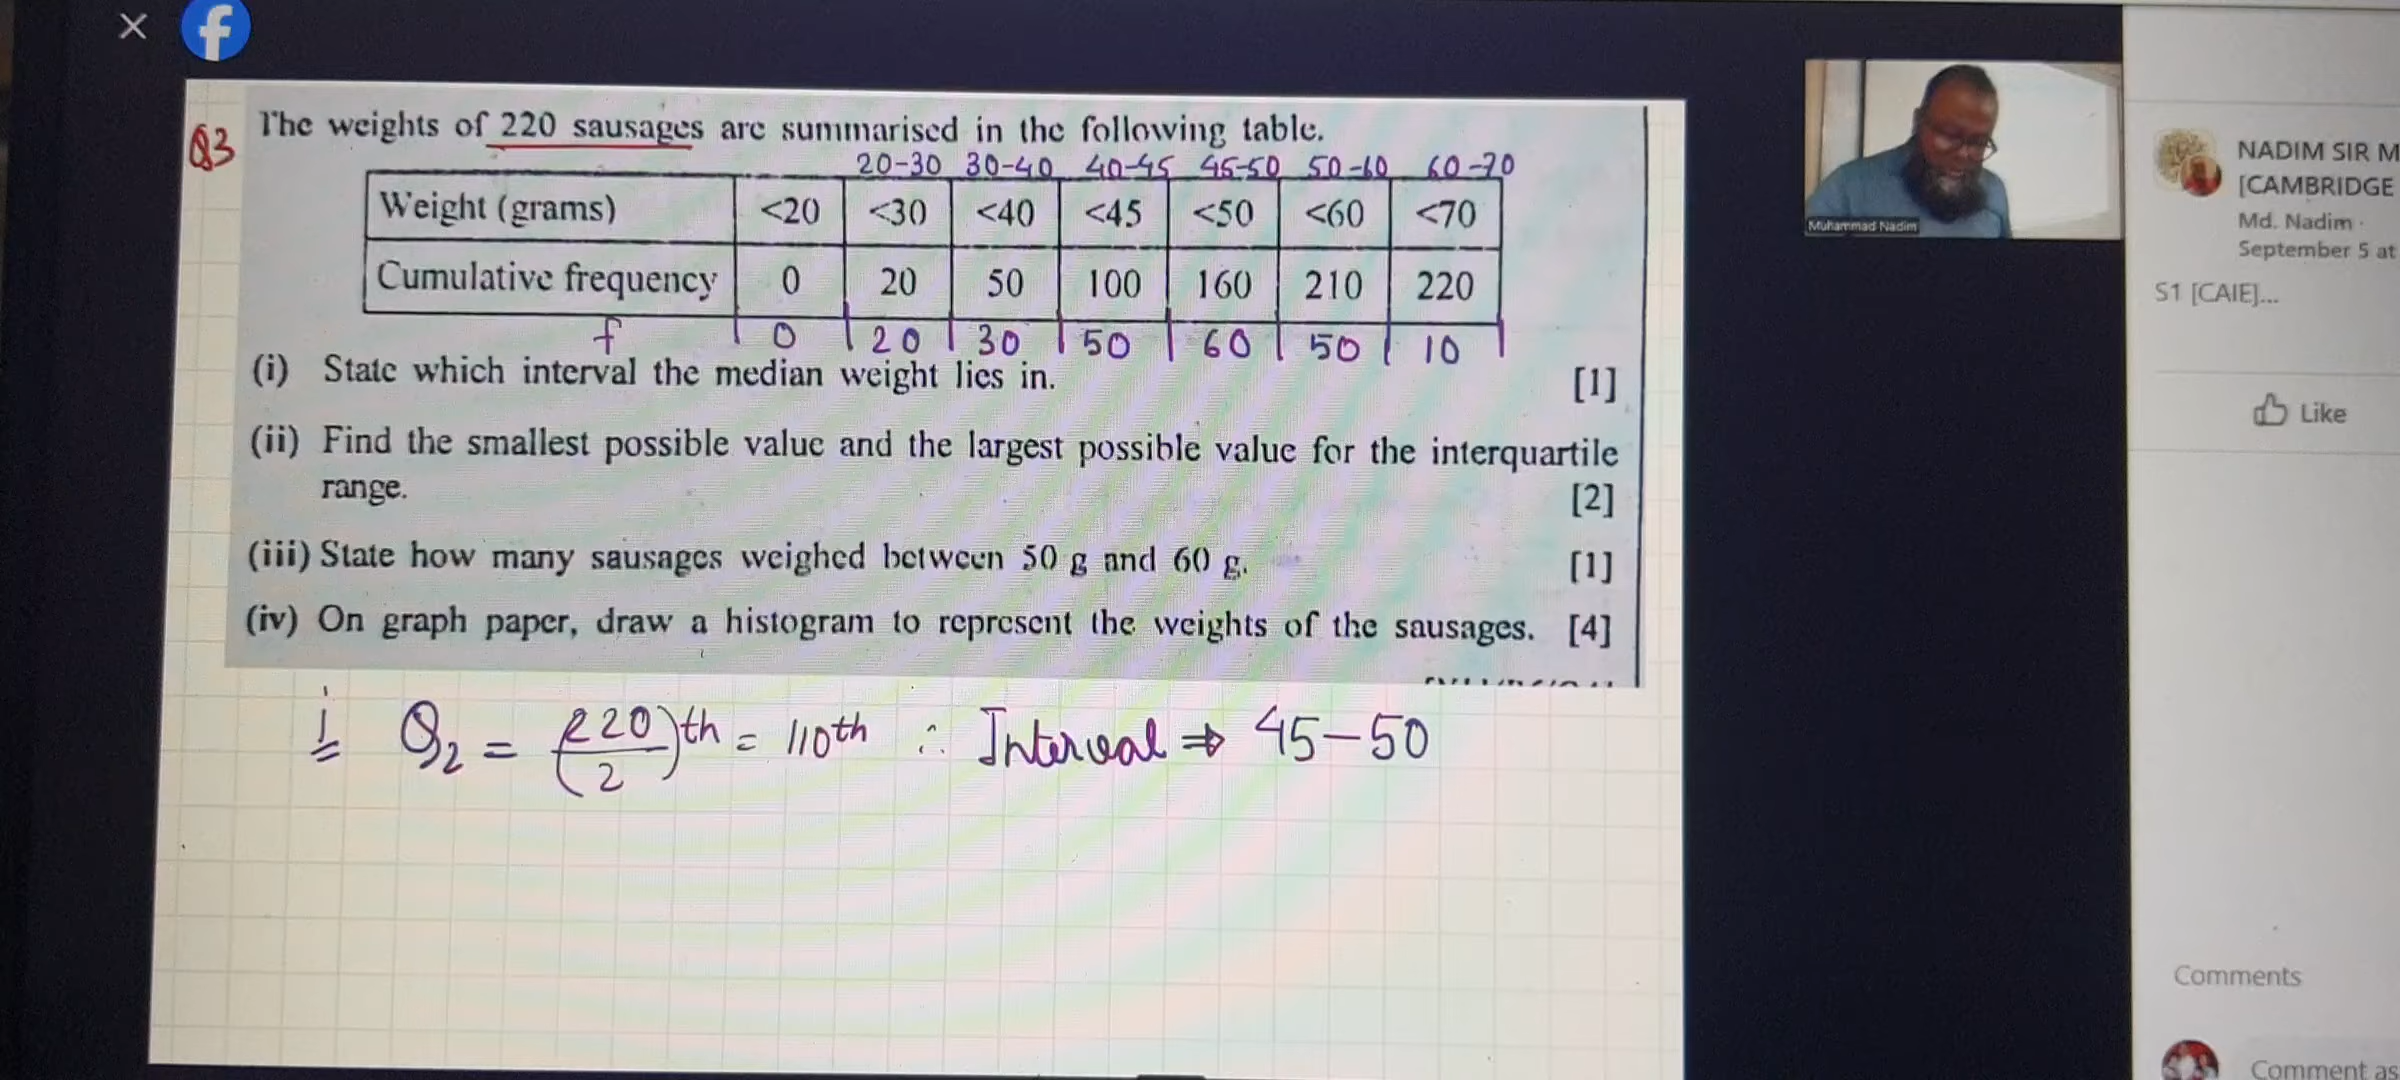 Q3 The weights of 220 sausages are summarised in the following table.
20-30 30-40 40-45 45-50 50-60 60-70
Weight (grams) <20 <30 <40 <45 <50 <60 <70
Cumulative frequency 0 20 50 100 160 210 220
f 0 20 30 50 60 50 10
(i) State which interval the median weight lies in. [1]
(ii) Find the smallest possible value and the largest possible value for the interquartile
range. [2]
(iii) State how many sausages weighed between 50 g and 60 g. [1]
(iv) On graph paper, draw a histogram to represent the weights of the sausages. [4]
i Q2 = (220/2)th = 110th ∴ Interval ⇒ 45-50
Muhammad Nadim
NADIM SIR M
[CAMBRIDGE
Md. Nadim ·
September 5 at
S1 [CAIE]...
Like
Comments
Comment as